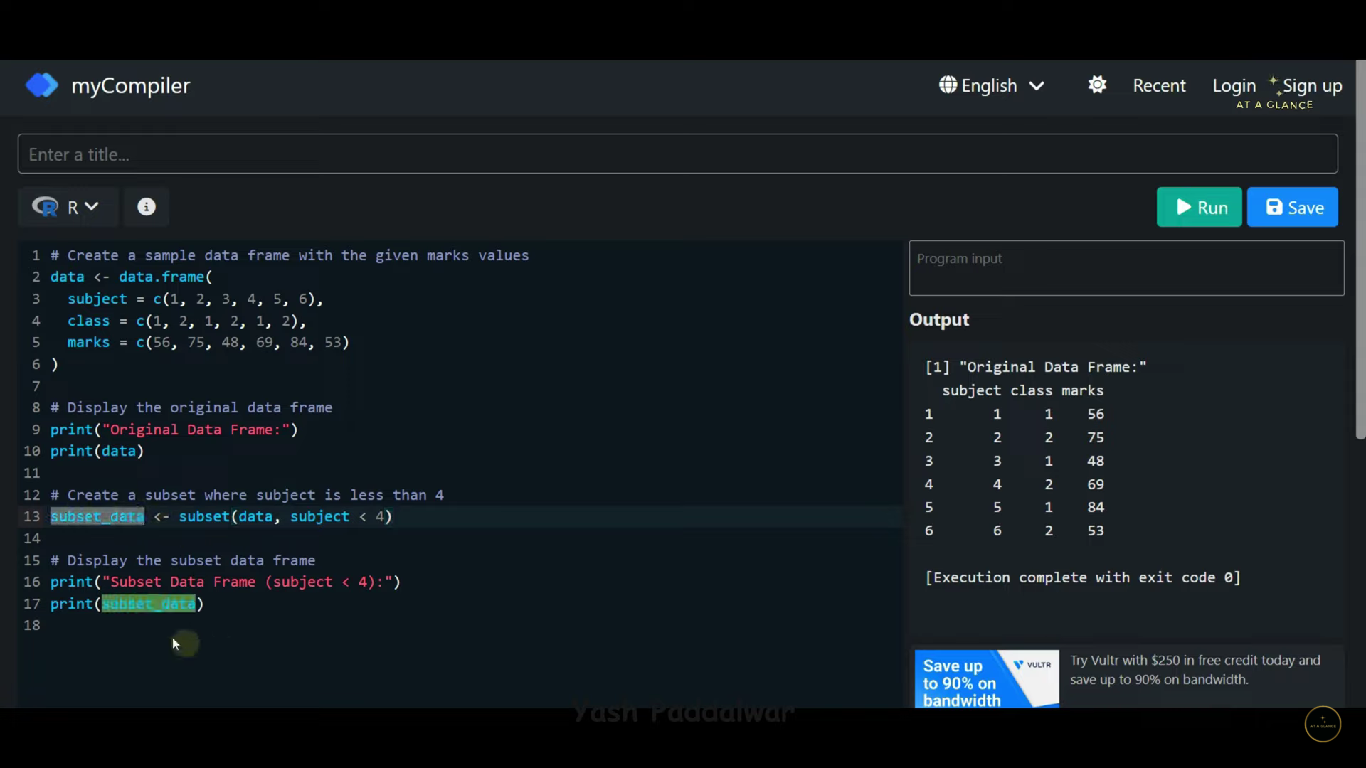 myCompiler
English
Recent
Login
Sign up
AT A GLANCE
Enter a title...
R
Run
Save
1 # Create a sample data frame with the given marks values
2 data <- data.frame(
3   subject = c(1, 2, 3, 4, 5, 6),
4   class = c(1, 2, 1, 2, 1, 2),
5   marks = c(56, 75, 48, 69, 84, 53)
6 )
7
8 # Display the original data frame
9 print("Original Data Frame:")
10 print(data)
11
12 # Create a subset where subject is less than 4
13 subset_data <- subset(data, subject < 4)
14
15 # Display the subset data frame
16 print("Subset Data Frame (subject < 4):")
17 print(subset_data)
18
Program input
Output
[1] "Original Data Frame:"
  subject class marks
1       1     1    56
2       2     2    75
3       3     1    48
4       4     2    69
5       5     1    84
6       6     2    53
[Execution complete with exit code 0]
Save up
to 90% on
bandwidth
VULTR
Try Vultr with $250 in free credit today and
save up to 90% on bandwidth.
Yash Paddalwar
AT A GLANCE